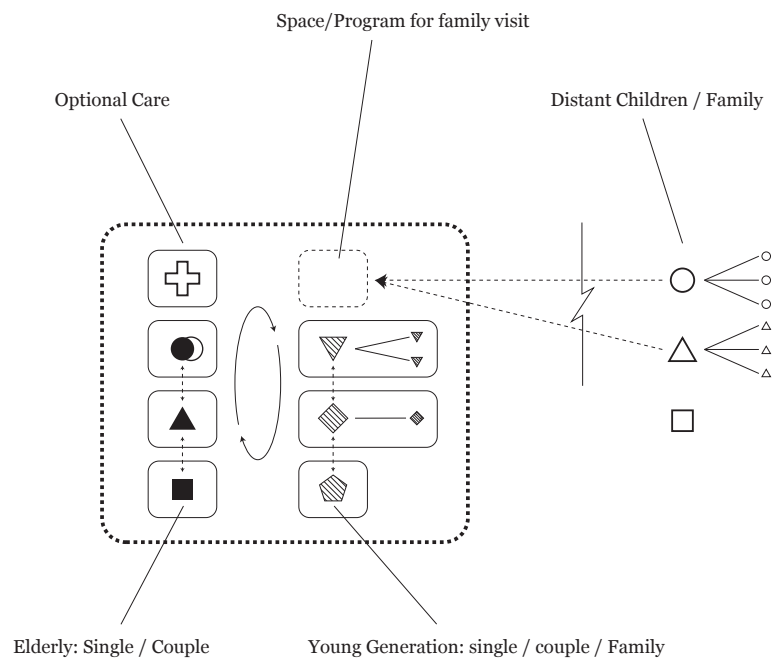 Space/Program for family visit
Optional Care
Distant Children / Family
Elderly: Single / Couple
Young Generation: single / couple / Family